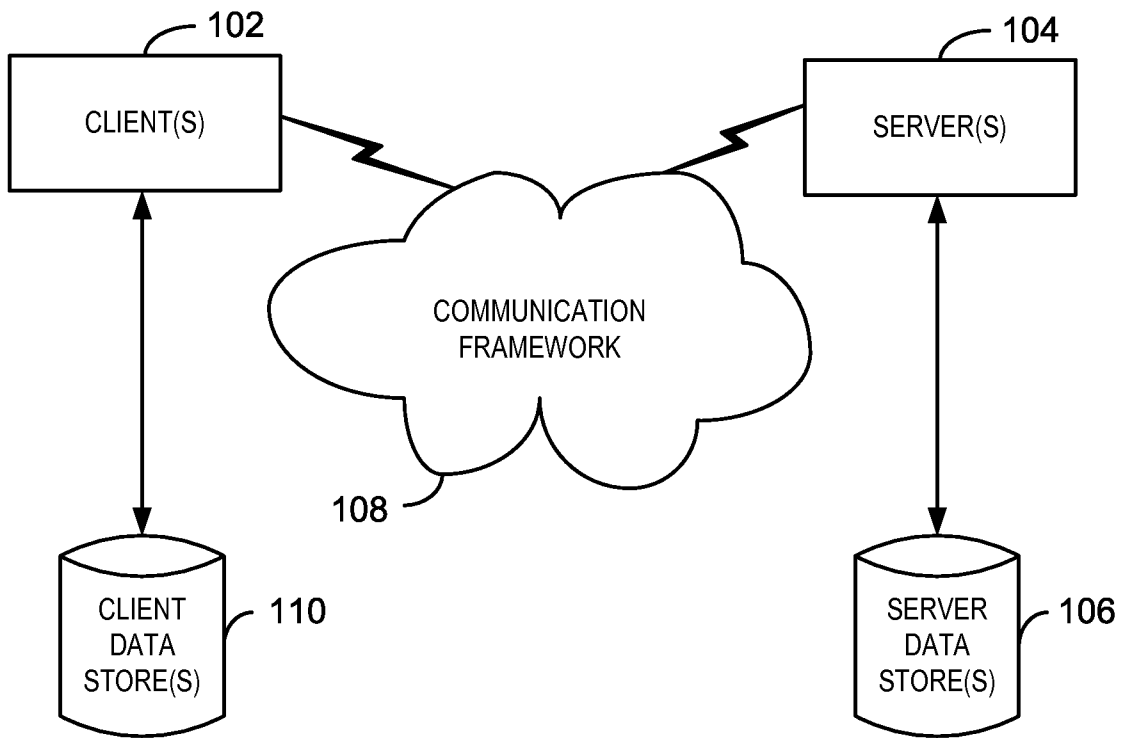 102
104
CLIENT(S)
SERVER(S)
COMMUNICATION
FRAMEWORK
108
CLIENT
DATA
STORE(S)
110
SERVER
DATA
STORE(S)
106